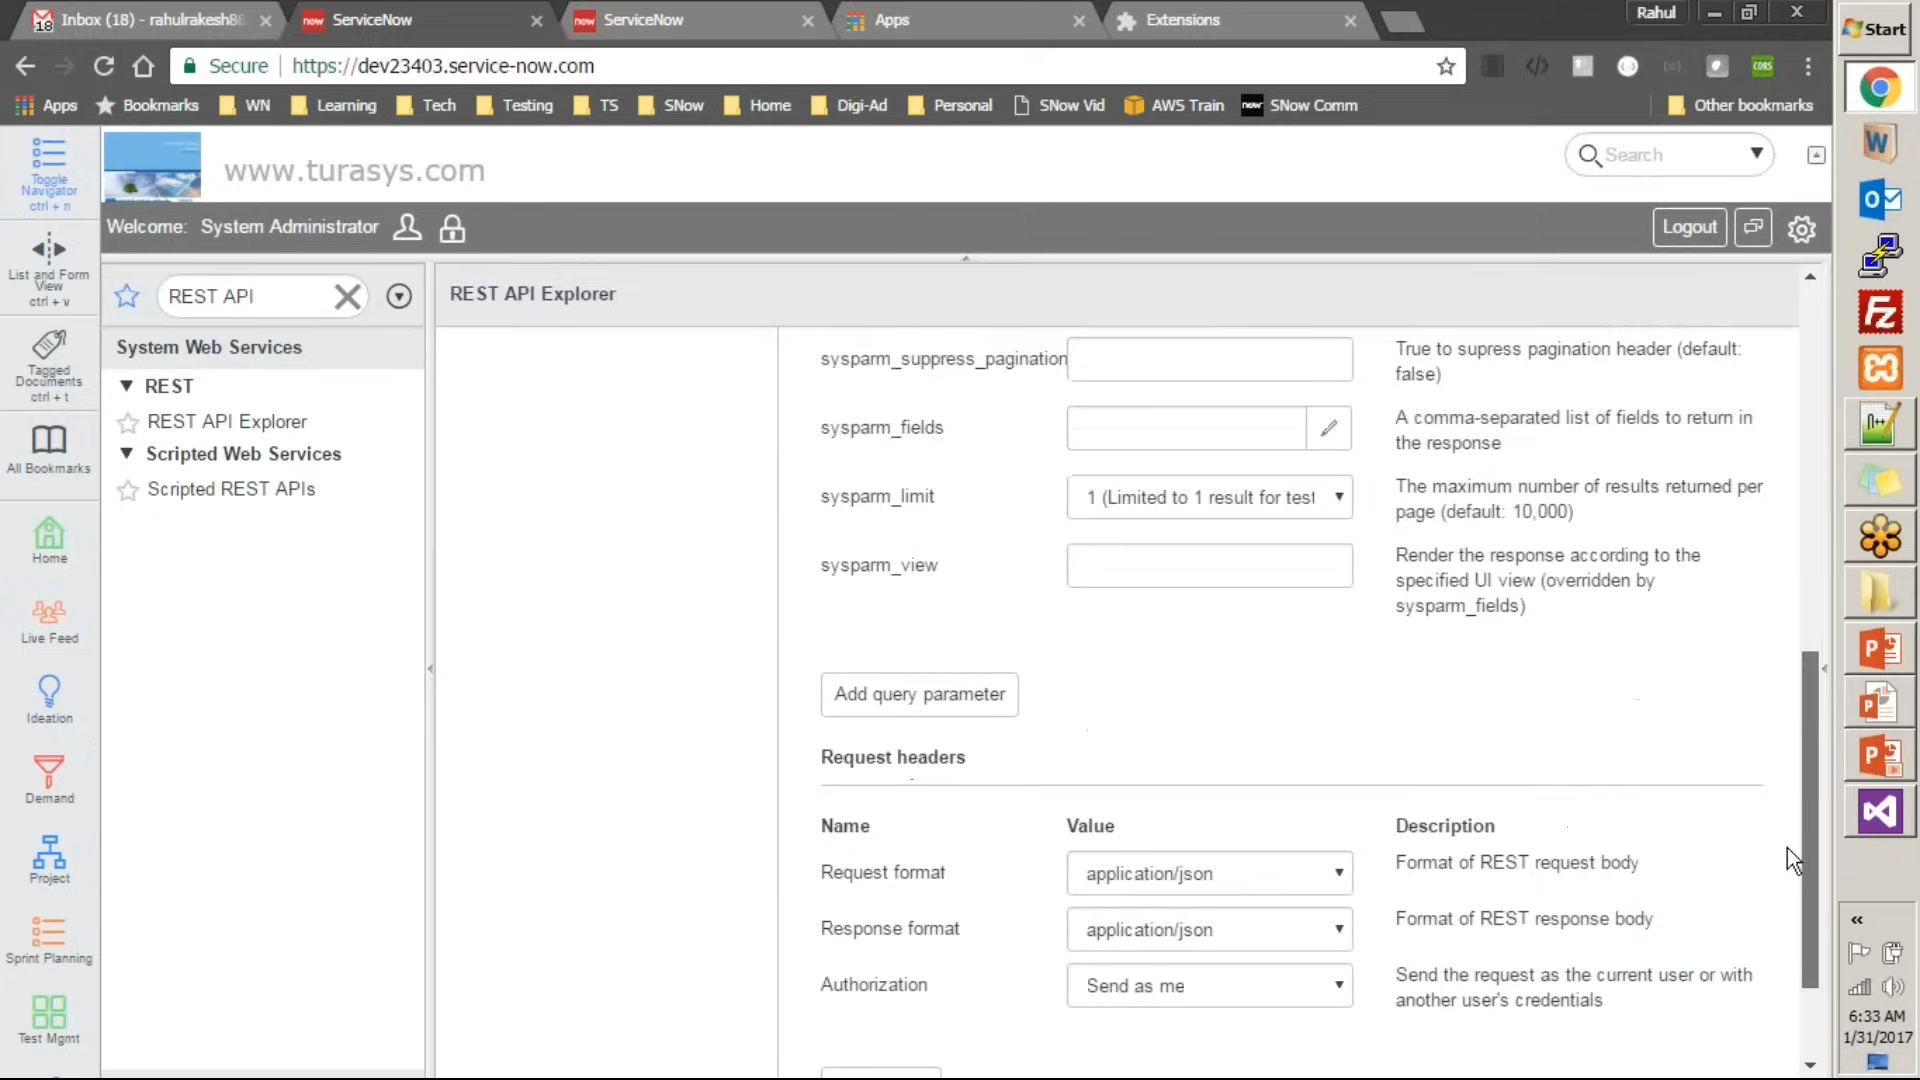 Inbox (18) - rahulrakesh86
18
ServiceNow
ServiceNow
Apps
Extensions
Rahul
Start
Secure
https://dev23403.service-now.com
CORS
Apps
Bookmarks
WN
Learning
Tech
Testing
TS
SNow
Home
Digi-Ad
Personal
SNow Vid
AWS Train
SNow Comm
Other bookmarks
www.turasys.com
Search
Toggle
Navigator
ctrl + n
Welcome: System Administrator
Logout
List and Form
View
ctrl + v
REST API
REST API Explorer
System Web Services
REST
REST API Explorer
Scripted Web Services
Scripted REST APIs
Tagged
Documents
ctrl + t
All Bookmarks
Home
Live Feed
Ideation
Demand
Project
Sprint Planning
Test Mgmt
sysparm_suppress_pagination
True to supress pagination header (default:
false)
sysparm_fields
A comma-separated list of fields to return in
the response
sysparm_limit
1 (Limited to 1 result for test
The maximum number of results returned per
page (default: 10,000)
sysparm_view
Render the response according to the
specified UI view (overridden by
sysparm_fields)
Add query parameter
Request headers
Name
Value
Description
Request format
application/json
Format of REST request body
Response format
application/json
Format of REST response body
Authorization
Send as me
Send the request as the current user or with
another user's credentials
6:33 AM
1/31/2017